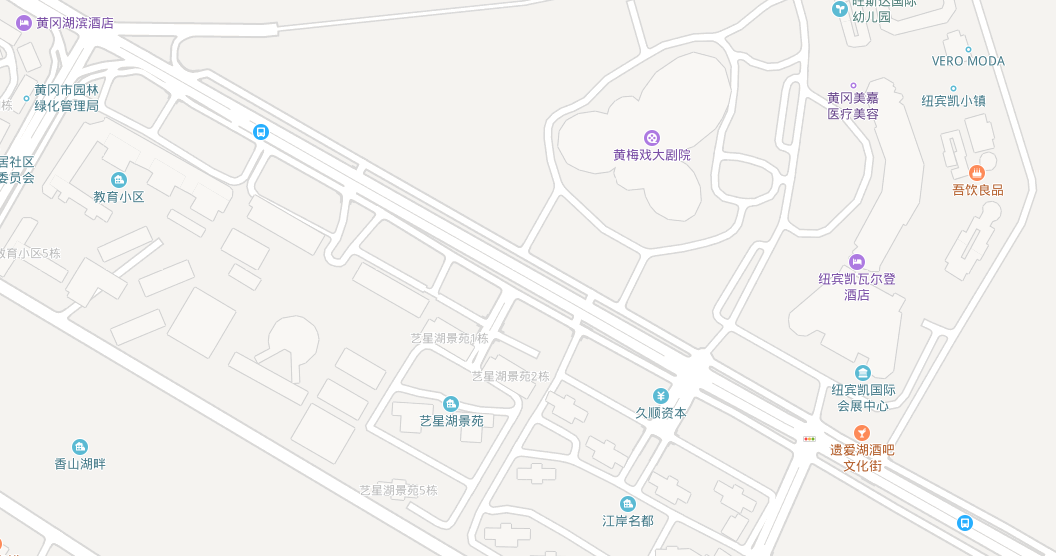 旺斯达国际
幼儿园
黄冈湖滨酒店
VERO MODA
黄冈市园林
绿化管理局
栋
黄冈美嘉
医疗美容
纽宾凯小镇
黄梅戏大剧院
居社区
委员会
教育小区
吾饮良品
教育小区5栋
纽宾凯瓦尔登
酒店
艺星湖景苑1栋
艺星湖景苑2栋
纽宾凯国际
会展中心
艺星湖景苑
久顺资本
遗爱湖酒吧
文化街
香山湖畔
艺星湖景苑5栋
江岸名都